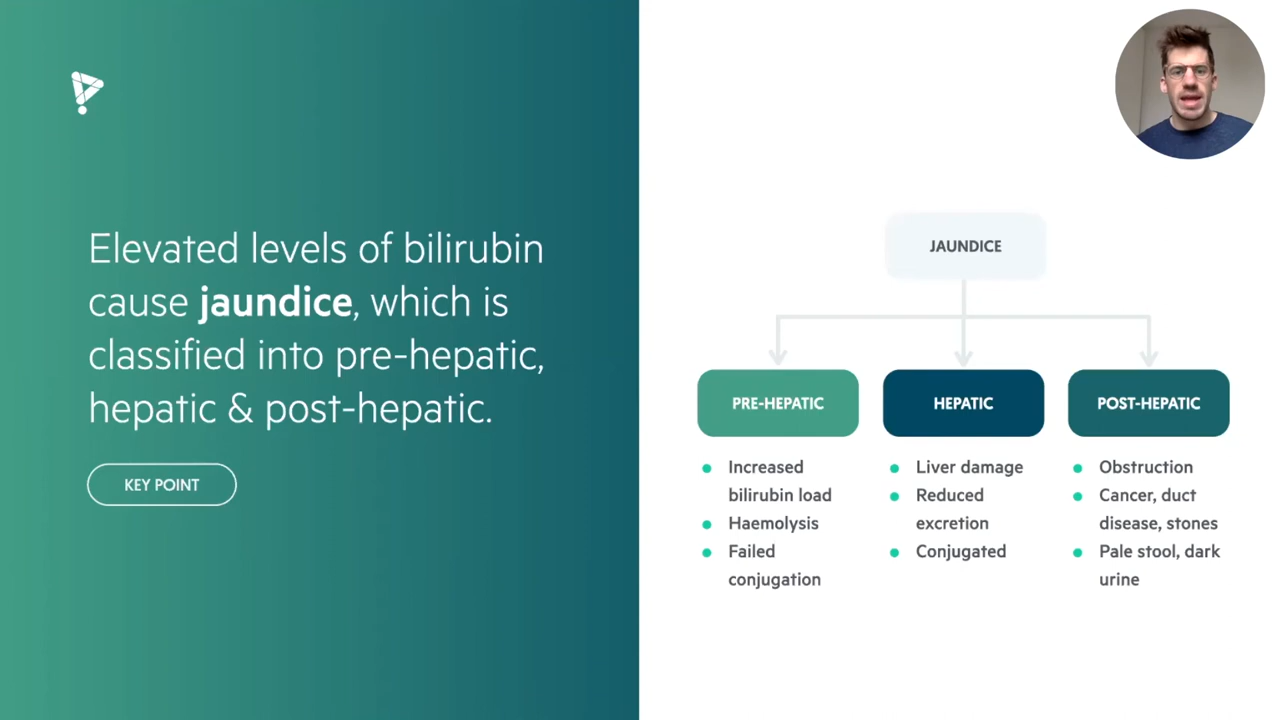 Elevated levels of bilirubin
cause jaundice, which is
classified into pre-hepatic,
hepatic & post-hepatic.
KEY POINT
JAUNDICE
PRE-HEPATIC
Increased
bilirubin load
Haemolysis
Failed
conjugation
HEPATIC
Liver damage
Reduced
excretion
Conjugated
POST-HEPATIC
Obstruction
Cancer, duct
disease, stones
Pale stool, dark
urine